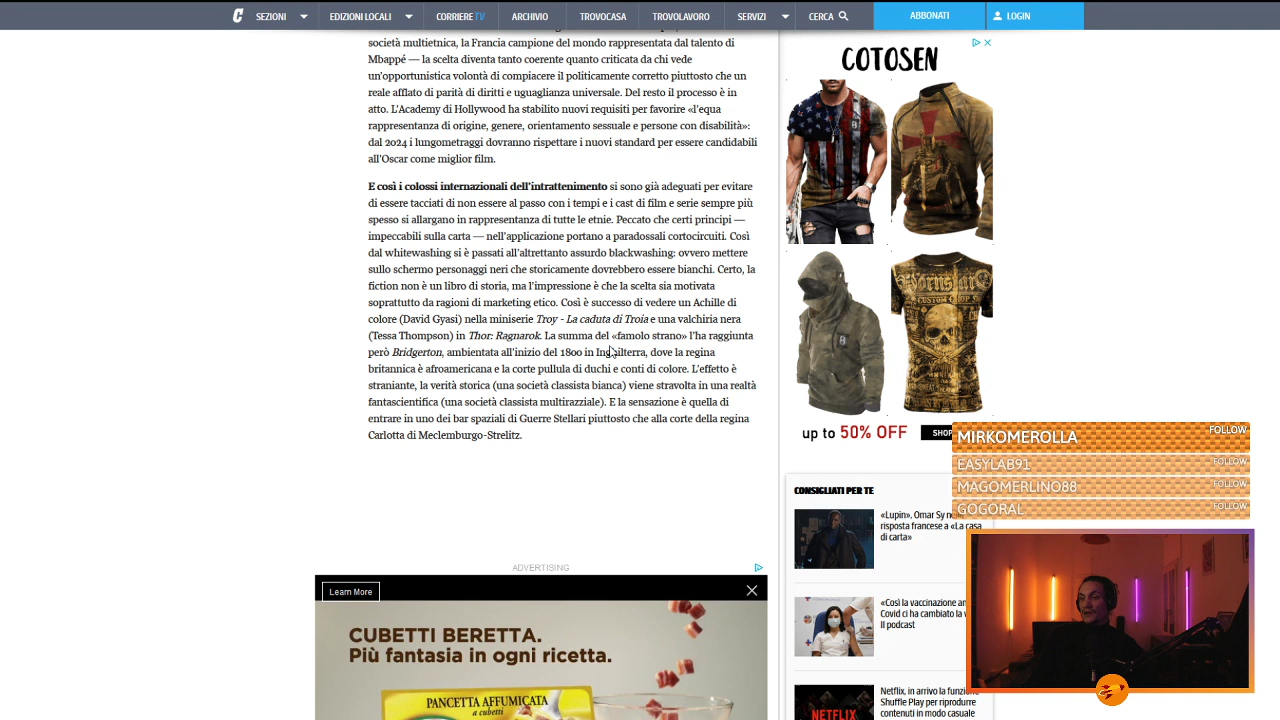 SEZIONI
EDIZIONI LOCALI
CORRIERE TV
ARCHIVIO
TROVOCASA
TROVOLAVORO
SERVIZI
CERCA
ABBONATI
LOGIN
società multietnica, la Francia campione del mondo rappresentata dal talento di
Mbappé — la scelta diventa tanto coerente quanto criticata da chi vede
un'opportunistica volontà di compiacere il politicamente corretto piuttosto che un
reale afflato di parità di diritti e uguaglianza universale. Del resto il processo è in
atto. L'Academy di Hollywood ha stabilito nuovi requisiti per favorire «l'equa
rappresentanza di origine, genere, orientamento sessuale e persone con disabilità»:
dal 2024 i lungometraggi dovranno rispettare i nuovi standard per essere candidabili
all'Oscar come miglior film.
E così i colossi internazionali dell'intrattenimento si sono già adeguati per evitare
di essere tacciati di non essere al passo con i tempi e i cast di film e serie sempre più
spesso si allargano in rappresentanza di tutte le etnie. Peccato che certi principi —
impeccabili sulla carta — nell'applicazione portano a paradossali cortocircuiti. Così
dal whitewashing si è passati all'altrettanto assurdo blackwashing: ovvero mettere
sullo schermo personaggi neri che storicamente dovrebbero essere bianchi. Certo, la
fiction non è un libro di storia, ma l'impressione è che la scelta sia motivata
soprattutto da ragioni di marketing etico. Così è successo di vedere un Achille di
colore (David Gyasi) nella miniserie Troy - La caduta di Troia e una valchiria nera
(Tessa Thompson) in Thor: Ragnarok. La summa del «famolo strano» l'ha raggiunta
però Bridgerton, ambientata all'inizio del 1800 in Inghilterra, dove la regina
britannica è afroamericana e la corte pullula di duchi e conti di colore. L'effetto è
straniante, la verità storica (una società classista bianca) viene stravolta in una realtà
fantascientifica (una società classista multirazziale). E la sensazione è quella di
entrare in uno dei bar spaziali di Guerre Stellari piuttosto che alla corte della regina
Carlotta di Meclemburgo-Strelitz.
COTOSEN
CUSTOM CHOP
up to 50% OFF
SHOP
MIRKOMEROLLA FOLLOW
EASYLAB91 FOLLOW
MAGOMERLINO88 FOLLOW
GOGORAL FOLLOW
CONSIGLIATI PER TE
«Lupin», Omar Sy
risposta francese a «La casa
di carta»
«Così la vaccinazione
Covid ci ha cambiato la
Il podcast
Netflix, in arrivo la funzione
Shuffle Play per riprodurre
contenuti in modo casuale
NETFLIX
ADVERTISING
Learn More
CUBETTI BERETTA.
Più fantasia in ogni ricetta.
PANCETTA AFFUMICATA
a cubetti